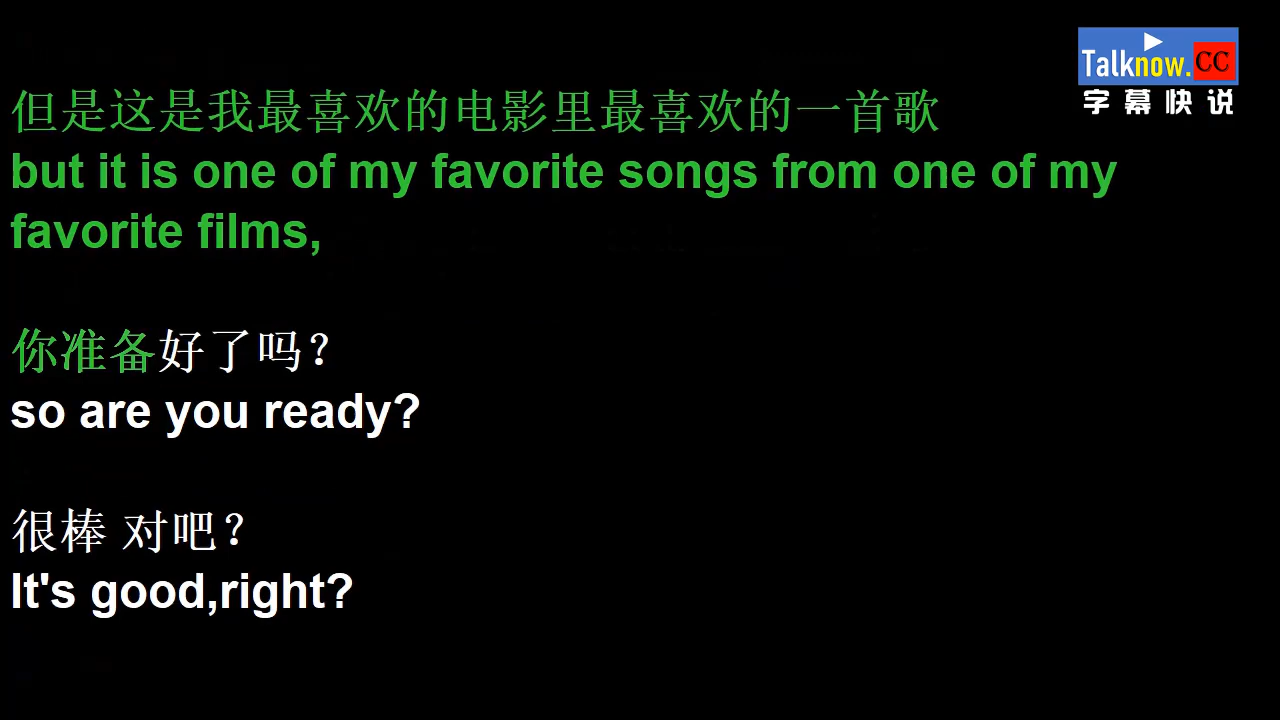 Talknow.CC
字幕快说
但是这是我最喜欢的电影里最喜欢的一首歌
but it is one of my favorite songs from one of my
favorite films,
你准备好了吗？
so are you ready?
很棒 对吧？
It's good,right?